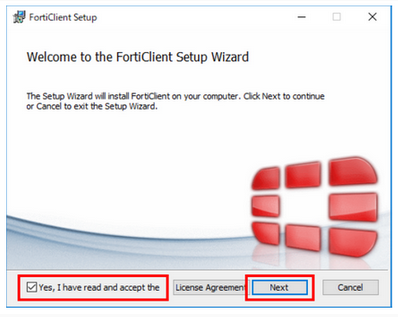 FortiClient Setup
Welcome to the FortiClient Setup Wizard
The Setup Wizard will install FortiClient on your computer. Click Next to continue
or Cancel to exit the Setup Wizard.
Yes, I have read and accept the
License Agreement
Next
Cancel